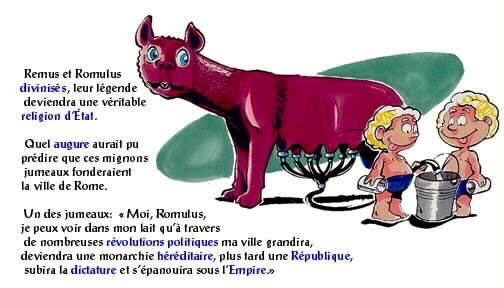 Remus et Romulus
divinisés, leur légende
deviendra une véritable
religion d'État.
Quel augure aurait pu
prédire que ces mignons
jumeaux fonderaient
la ville de Rome.
Un des jumeaux: « Moi, Romulus,
je peux voir dans mon lait qu'à travers
de nombreuses révolutions politiques ma ville grandira,
deviendra une monarchie héréditaire, plus tard une République,
subira la dictature et s'épanouira sous l'Empire.»